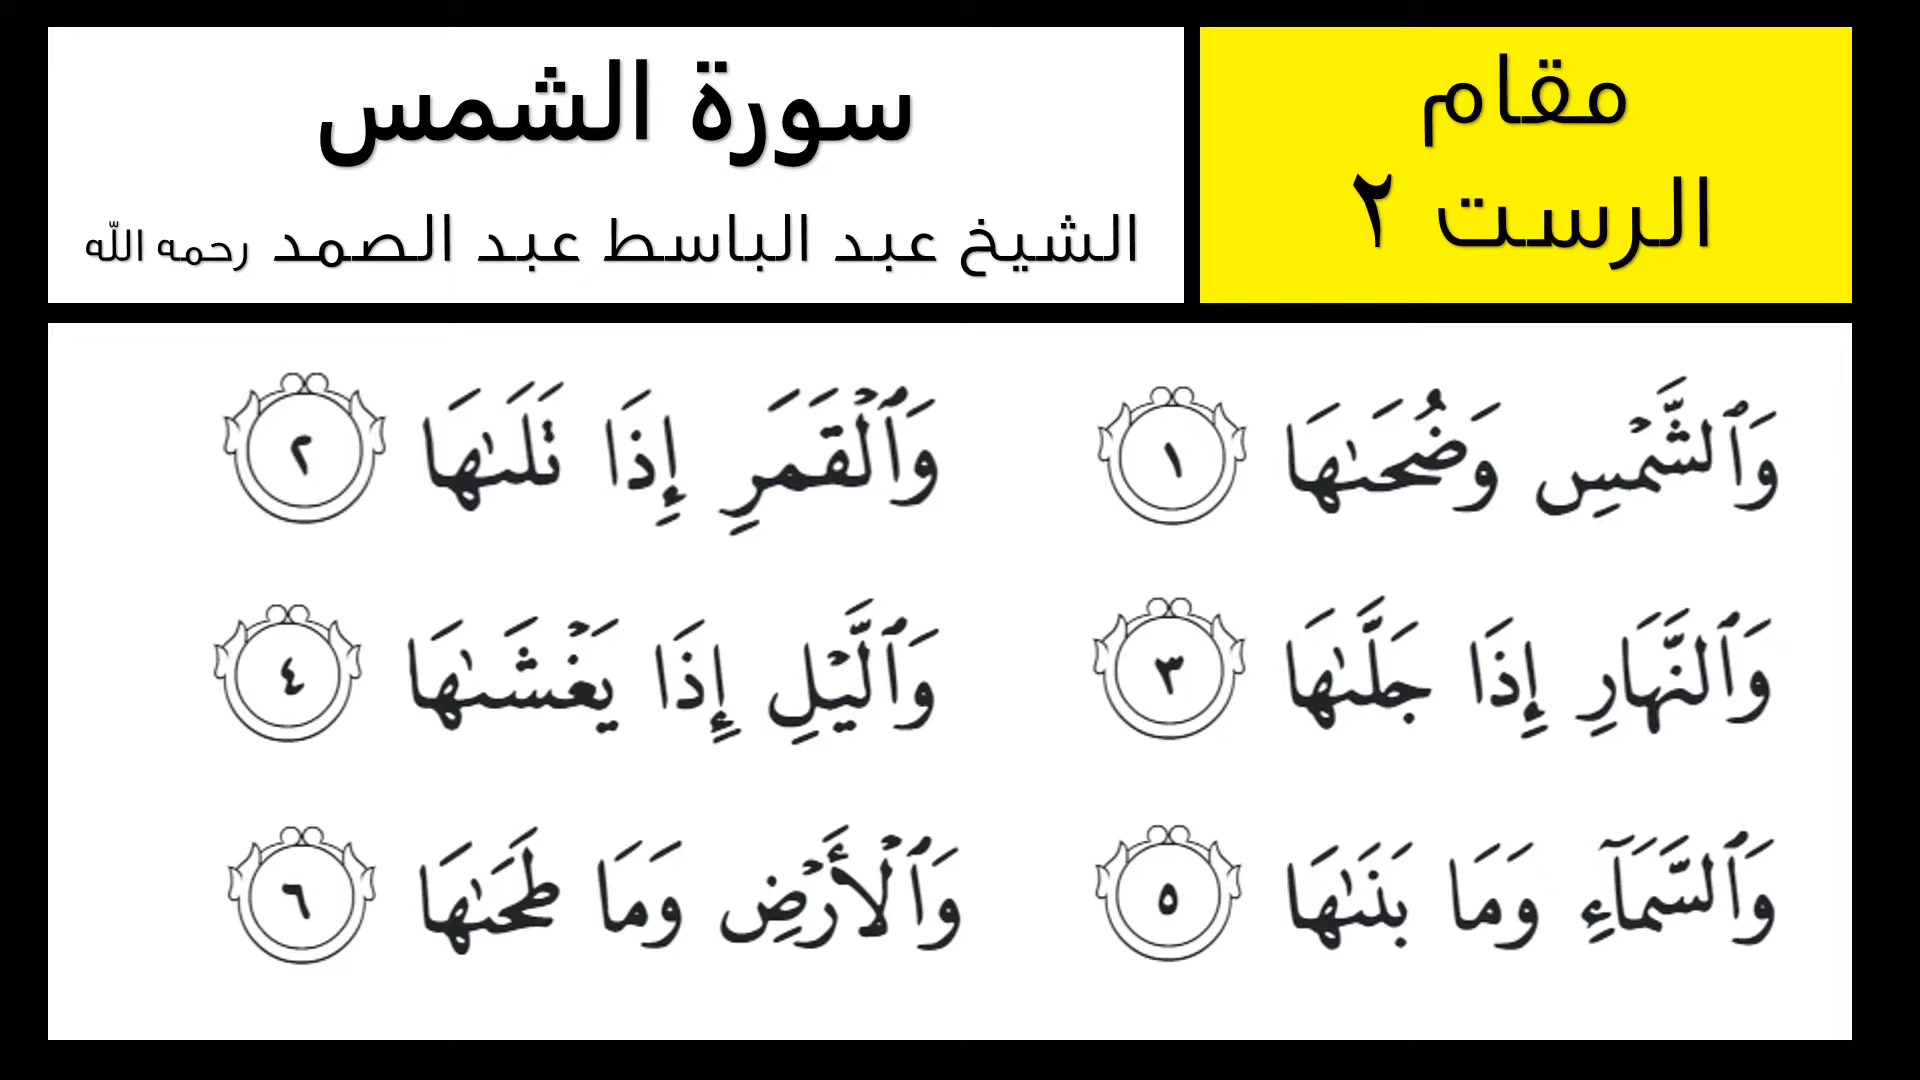 مقام
الرست ٢
سورة الشمس
الشيخ عبد الباسط عبد الصمد رحمه الله
وَٱلشَّمْسِ وَضُحَىٰهَا ١ وَٱلْقَمَرِ إِذَا تَلَىٰهَا ٢
وَٱلنَّهَارِ إِذَا جَلَّىٰهَا ٣ وَٱلَّيْلِ إِذَا يَغْشَىٰهَا ٤
وَٱلسَّمَآءِ وَمَا بَنَىٰهَا ٥ وَٱلْأَرْضِ وَمَا طَحَىٰهَا ٦